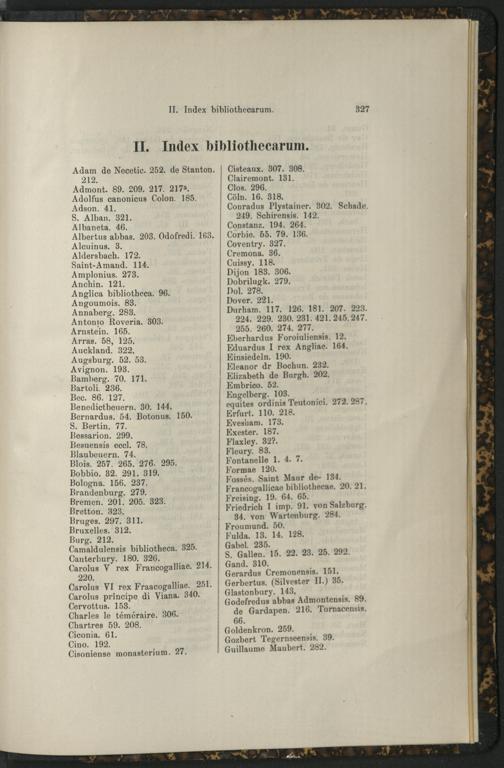 II. Index bibliothecarum.
327
II. Index bibliothecarum.
Adam de Necetic. 252. de Stanton.
212.
Admont. 89. 209. 217. 217ª.
Adolfus canonicus Colon. 185.
Adson. 41.
S. Alban. 321.
Albaneta. 46.
Albertus abbas. 203. Odofredi. 163.
Alcuinus. 3.
Aldersbach. 172.
Saint-Amand. 114.
Amplonius. 273.
Anchin. 121.
Anglica bibliotheca. 96.
Angoumois. 83.
Annaberg. 283.
Antonio Roveria. 303.
Arnstein. 165.
Arras. 58, 125.
Auckland. 322.
Augsburg. 52. 53.
Avignon. 193.
Bamberg. 70. 171.
Bartoli. 236.
Bec. 86. 127.
Benedictbeuern. 30. 144.
Bernardus. 54. Botonus. 150.
S. Bertin. 77.
Bessarion. 299.
Besuensis eccl. 78.
Blaubeuern. 74.
Blois. 257. 265. 276. 295.
Bobbio. 32. 291. 319.
Bologna. 156. 237.
Brandenburg. 279.
Bremen. 201. 205. 323.
Bretton. 323.
Bruges. 297. 311.
Bruxelles. 312.
Burg. 212.
Camaldulensis bibliotheca. 325.
Canterbury. 180. 326.
Carolus V rex Francogalliae. 214.
220.
Carolus VI rex Fraacogalliae. 251.
Carolus principe di Viana. 340.
Cervottus. 153.
Charles le téméraire. 306.
Chartres 59. 208.
Ciconia. 61.
Cino. 192.
Cisoniense monasterium. 27.
Cisteaux. 307. 308.
Clairemont. 131.
Clos. 296.
Cöln. 16. 318.
Conradus Plystainer. 302. Schade.
249. Schirensis. 142.
Constanz. 194. 264.
Corbie. 55. 79. 136.
Coventry. 327.
Cremona. 36.
Cuissy. 118.
Dijon 183. 306.
Dobrilugk. 279.
Dol. 278.
Dover. 221.
Durham. 117. 126. 181. 207. 223.
224. 229. 230. 231. 421. 245. 247.
255. 260. 274. 277.
Eberhardus Foroiuliensis. 12.
Eduardus I rex Angliae. 164.
Einsiedeln. 190.
Eleanor dr Bochun. 232.
Elizabeth de Burgh. 202.
Embrico. 52.
Engelberg. 103.
equites ordinis Teutonici. 272. 287.
Erfurt. 110. 218.
Evesham. 173.
Exester. 187.
Flaxley. 32?.
Fleury. 83.
Fontanelle 1. 4. 7.
Formae 120.
Fossés. Saint Maur de- 134.
Francogallicae bibliothecae. 20. 21.
Freising. 19. 64. 65.
Friedrich I imp. 91. von Salzburg.
34. von Wartenburg. 284.
Froumund. 50.
Fulda. 13. 14. 128.
Gabel. 235.
S. Gallen. 15. 22. 23. 25. 292.
Gand. 310.
Gerardus Cremonensis. 151.
Gerbertus. (Silvester II.) 35.
Glastonbury. 143.
Godefredus abbas Admontensis. 89.
de Gardapen. 216. Tornacensis.
66.
Goldenkron. 259.
Gozbert Tegernseensis. 39.
Guillaume Maubert. 282.